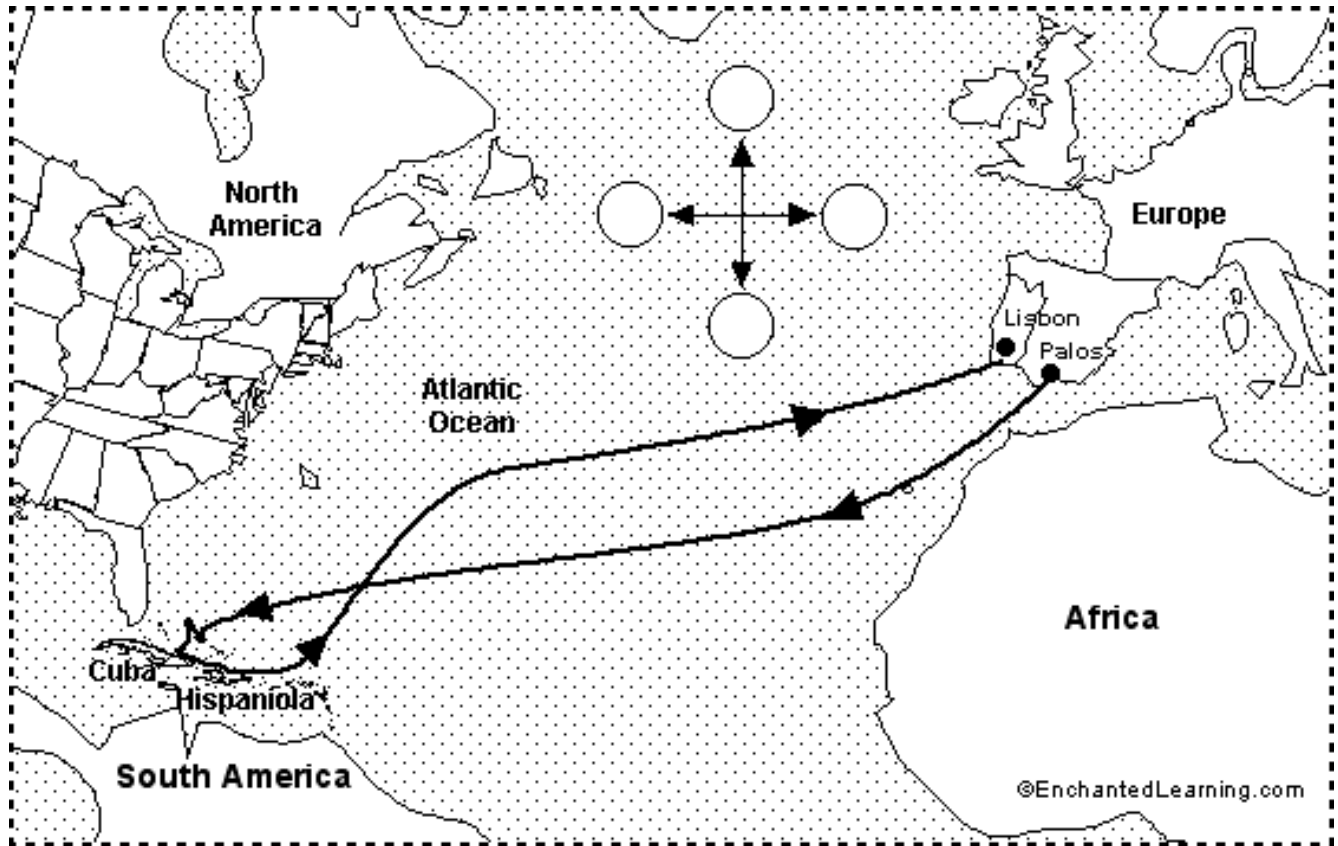 North
America
Europe
Lisbon
Palos
Atlantic
Ocean
Africa
Cuba
Hispaniola
South America
©EnchantedLearning.com